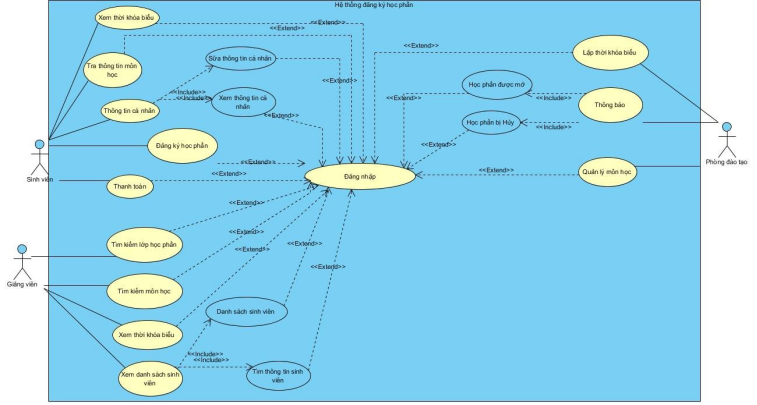 Hệ thống đăng ký học phần
Xem thời khóa biểu
<<Extend>>
<<Extend>>
Lập thời khóa biểu
Tra thông tin môn
học
Sửa thông tin cá nhân
Học phần được mở
<<Include>>
<<Include>>
Xem thông tin cá
nhân
<<Extend>>
<<Extend>>
<<Include>>
Thông tin cá nhân
Thông báo
<<Extend>>
Học phần bị Hủy
<<Include>>
Sinh viên
Đăng ký học phần
<<Extend>>
<<Extend>>
Phòng đào tạo
Thanh toán
<<Extend>>
Đăng nhập
<<Extend>>
Quản lý môn học
<<Extend>>
Tìm kiếm lớp học phần
<<Extend>>
<<Extend>>
<<Extend>>
<<Extend>>
Giảng viên
Tìm kiếm môn học
Xem thời khóa biểu
Danh sách sinh viên
<<Include>>
<<Include>>
Xem danh sách sinh
viên
Tìm thông tin sinh
viên